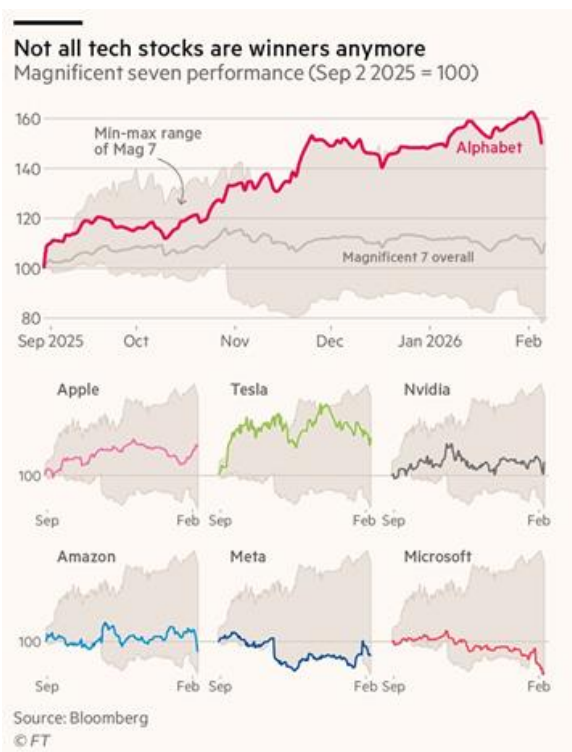 Not all tech stocks are winners anymore
Magnificent seven performance (Sep 2 2025 = 100)
160
Min-max range
of Mag 7
Alphabet
140
120
Magnificent 7 overall
100
80
Sep 2025 Oct Nov Dec Jan 2026 Feb
Apple Tesla Nvidia
100
Sep Feb Sep Feb Sep Feb
Amazon Meta Microsoft
100
Sep Feb Sep Feb Sep Feb
Source: Bloomberg
© FT